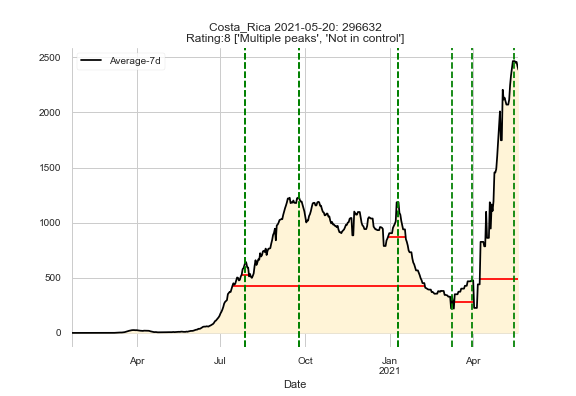 Costa_Rica 2021-05-20: 296632
Rating:8 ['Multiple peaks', 'Not in control']
Average-7d
2500
2000
1500
1000
500
0
Apr
Jul
Oct
Jan
2021
Apr
Date